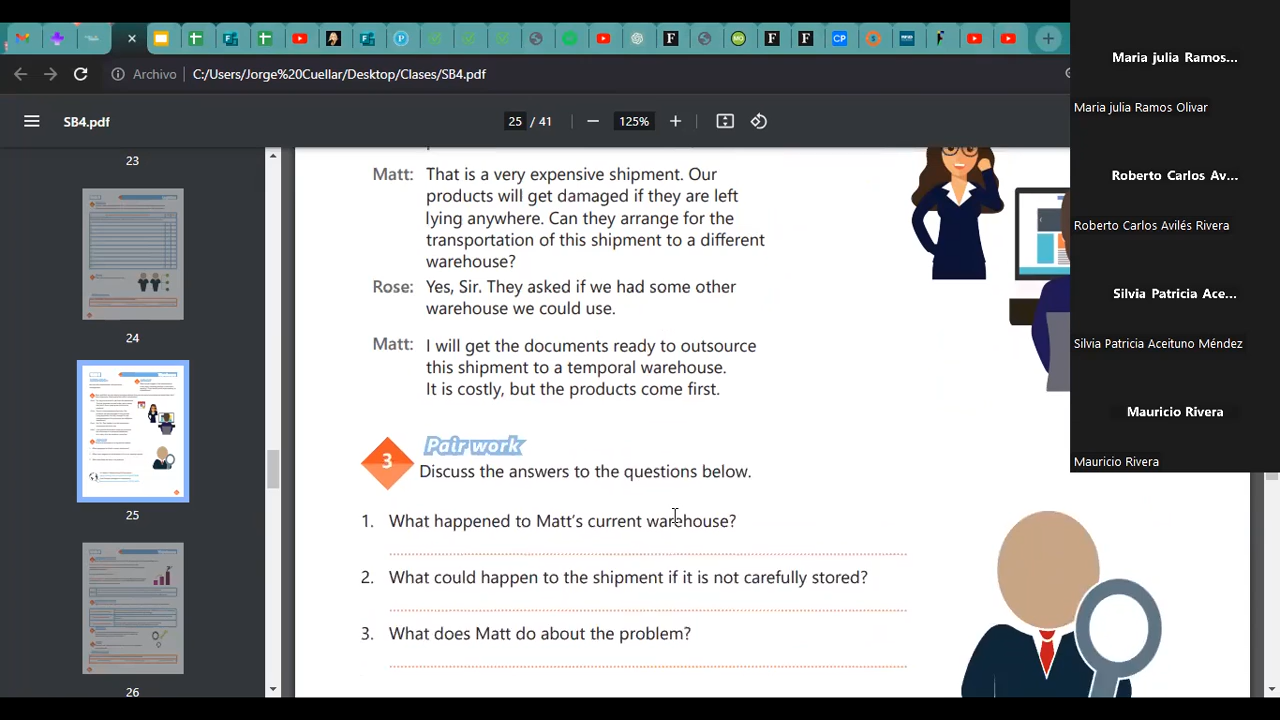 Archivo
C:/Users/Jorge%20Cuellar/Desktop/Clases/SB4.pdf
SB4.pdf
25 / 41
125%
23
24
25
26
Matt: That is a very expensive shipment. Our
products will get damaged if they are left
lying anywhere. Can they arrange for the
transportation of this shipment to a different
warehouse?
Rose: Yes, Sir. They asked if we had some other
warehouse we could use.
Matt: I will get the documents ready to outsource
this shipment to a temporal warehouse.
It is costly, but the products come first.
3
Pair work
Discuss the answers to the questions below.
1. What happened to Matt's current warehouse?
2. What could happen to the shipment if it is not carefully stored?
3. What does Matt do about the problem?
Maria julia Ramos...
Maria julia Ramos Olivar
Roberto Carlos Av...
Roberto Carlos Avilés Rivera
Silvia Patricia Ace...
Silvia Patricia Aceituno Méndez
Mauricio Rivera
Mauricio Rivera